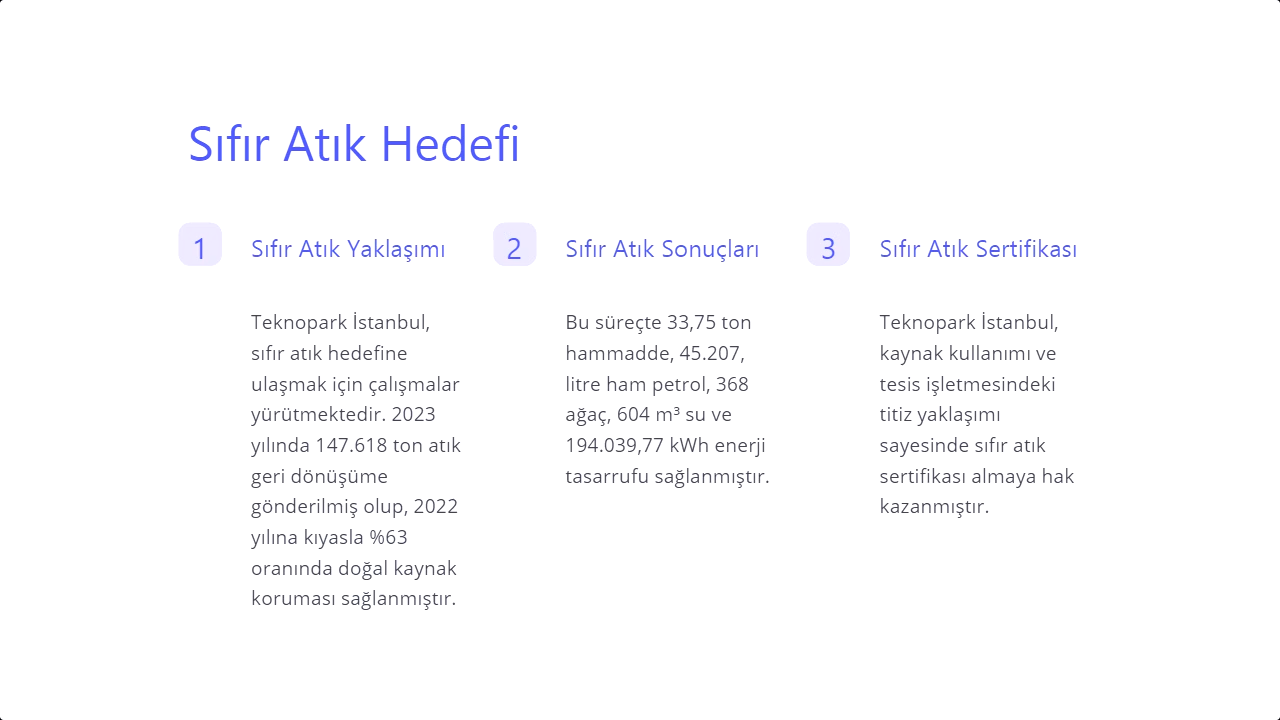 Sıfır Atık Hedefi
1
Sıfır Atık Yaklaşımı
Teknopark İstanbul,
sıfır atık hedefine
ulaşmak için çalışmalar
yürütmektedir. 2023
yılında 147.618 ton atık
geri dönüşüme
gönderilmiş olup, 2022
yılına kıyasla %63
oranında doğal kaynak
koruması sağlanmıştır.
2
Sıfır Atık Sonuçları
Bu süreçte 33,75 ton
hammadde, 45.207,
litre ham petrol, 368
ağaç, 604 m³ su ve
194.039,77 kWh enerji
tasarrufu sağlanmıştır.
3
Sıfır Atık Sertifikası
Teknopark İstanbul,
kaynak kullanımı ve
tesis işletmesindeki
titiz yaklaşımı
sayesinde sıfır atık
sertifikası almaya hak
kazanmıştır.